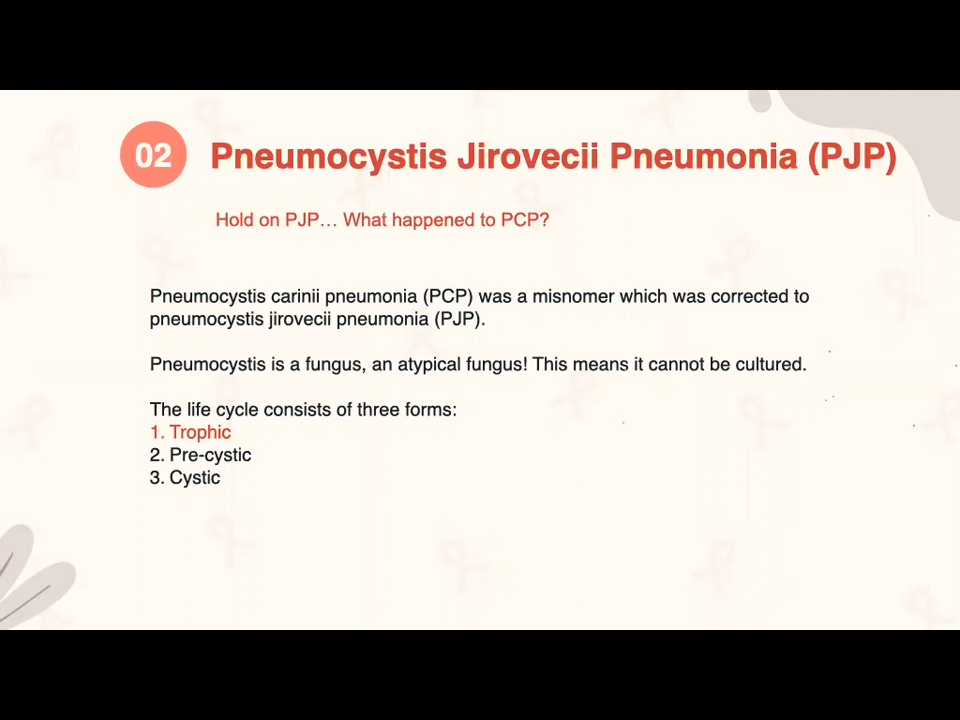 02
Pneumocystis Jirovecii Pneumonia (PJP)
Hold on PJP... What happened to PCP?
Pneumocystis carinii pneumonia (PCP) was a misnomer which was corrected to
pneumocystis jirovecii pneumonia (PJP).
Pneumocystis is a fungus, an atypical fungus! This means it cannot be cultured.
The life cycle consists of three forms:
1. Trophic
2. Pre-cystic
3. Cystic